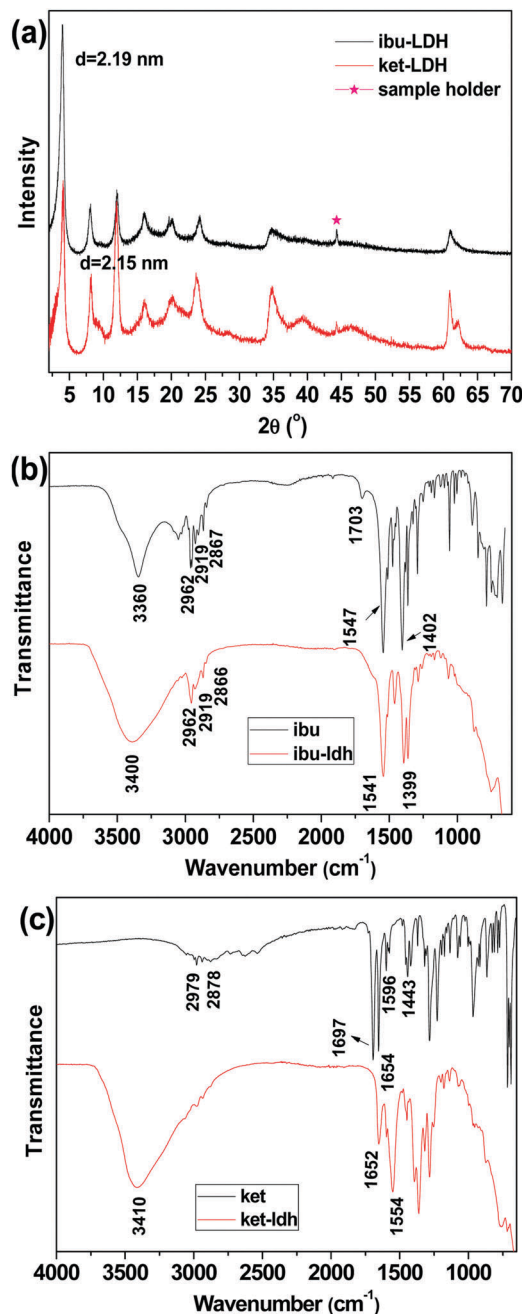 (a)
ibu-LDH
ket-LDH
sample holder
d=2.19 nm
d=2.15 nm
Intensity
5 10 15 20 25 30 35 40 45 50 55 60 65 70
2θ (°)
(b)
1703
3360
2962
2919
2867
1547
1402
2962
2919
2866
3400
1541
1399
ibu
ibu-ldh
Transmittance
4000 3500 3000 2500 2000 1500 1000
Wavenumber (cm⁻¹)
(c)
2979
2878
1697
1654
1596
1443
3410
1652
1554
ket
ket-ldh
Transmittance
4000 3500 3000 2500 2000 1500 1000
Wavenumber (cm⁻¹)